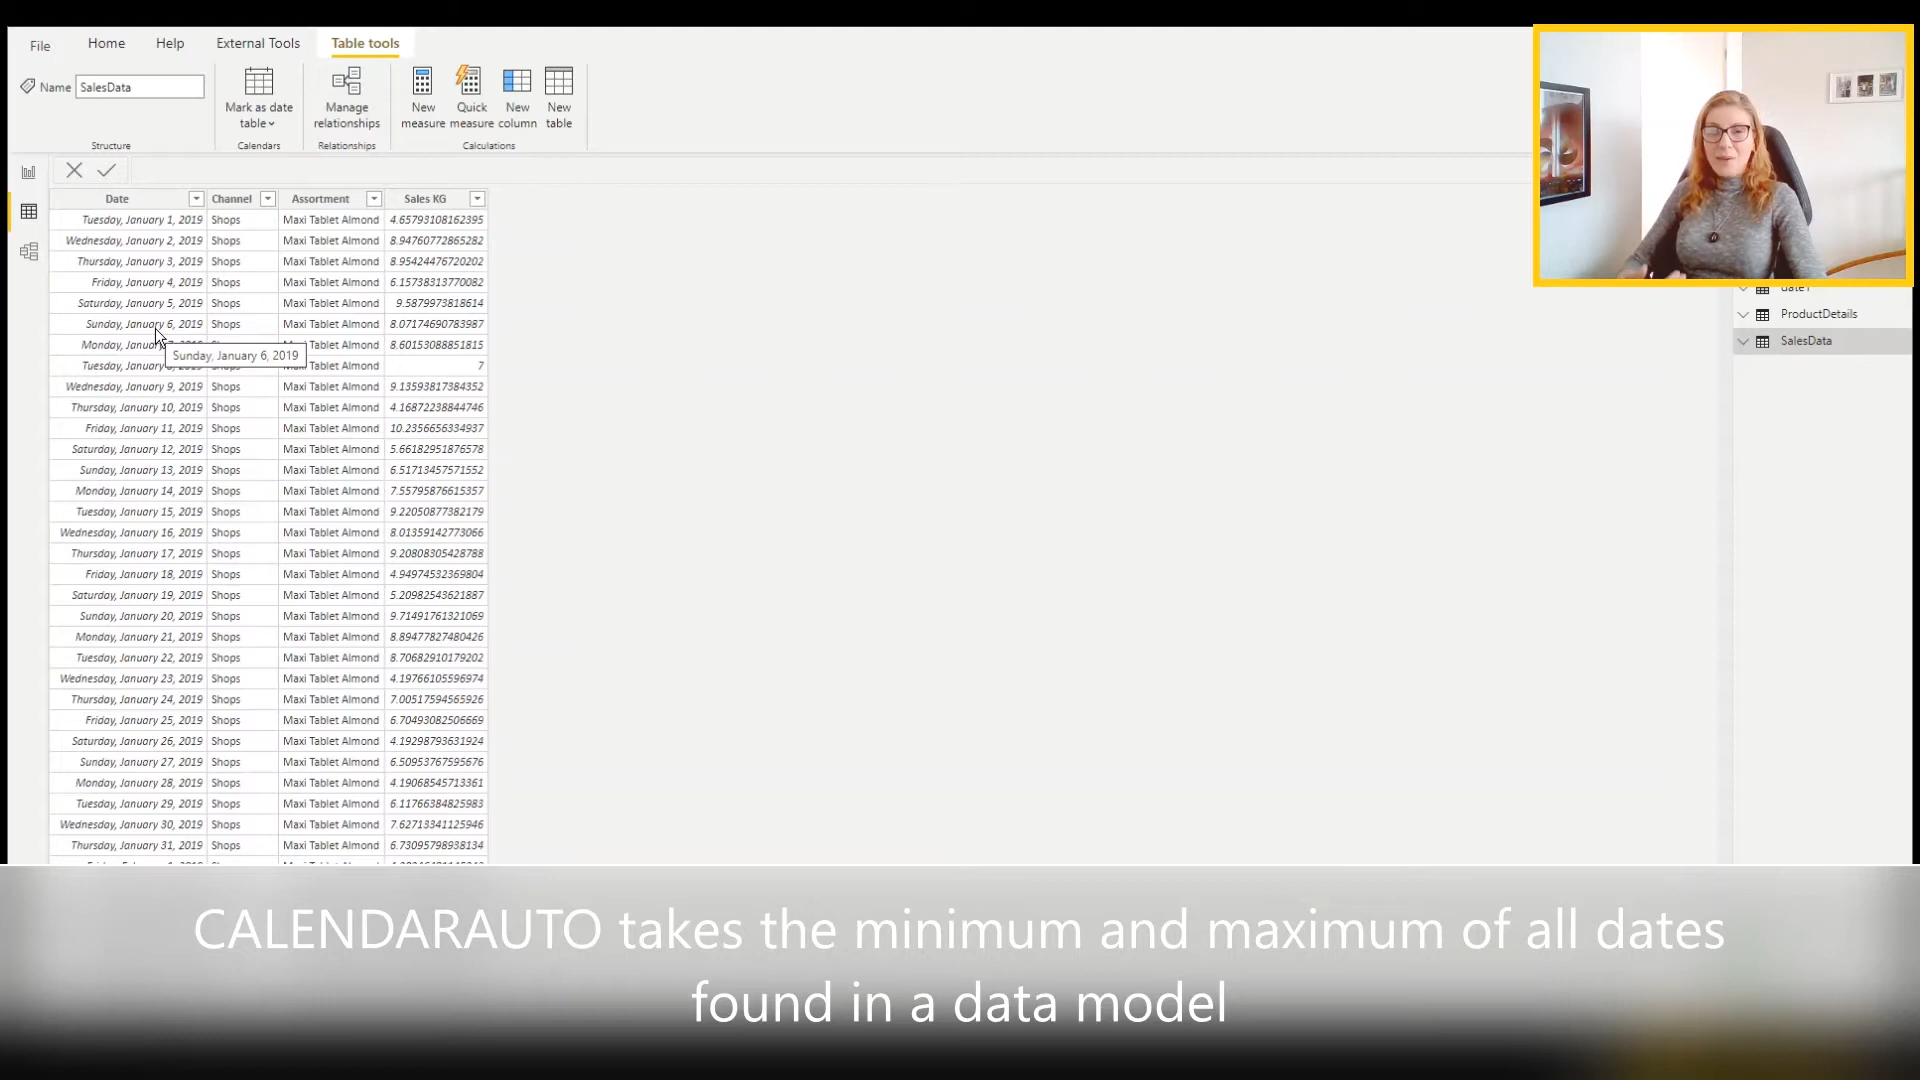 File
Home
Help
External Tools
Table tools
Name
SalesData
Mark as date
table
Manage
relationships
New
measure
Quick
measure
New
column
New
table
Structure
Calendars
Relationships
Calculations
Date Channel Assortment Sales KG
Tuesday, January 1, 2019 Shops Maxi Tablet Almond 4.65793108162395
Wednesday, January 2, 2019 Shops Maxi Tablet Almond 8.94760772865282
Thursday, January 3, 2019 Shops Maxi Tablet Almond 8.95424476720202
Friday, January 4, 2019 Shops Maxi Tablet Almond 6.15738313770082
Saturday, January 5, 2019 Shops Maxi Tablet Almond 9.5879973818614
Sunday, January 6, 2019 Shops Maxi Tablet Almond 8.07174690783987
Monday, January Shops Tablet Almond 8.60153088851815
Sunday, January 6, 2019
Tuesday, Tablet Almond 7
Wednesday, January 9, 2019 Shops Maxi Tablet Almond 9.13593817384352
Thursday, January 10, 2019 Shops Maxi Tablet Almond 4.16872238844746
Friday, January 11, 2019 Shops Maxi Tablet Almond 10.2356656334937
Saturday, January 12, 2019 Shops Maxi Tablet Almond 5.66182951876578
Sunday, January 13, 2019 Shops Maxi Tablet Almond 6.51713457571552
Monday, January 14, 2019 Shops Maxi Tablet Almond 7.55795876615357
Tuesday, January 15, 2019 Shops Maxi Tablet Almond 9.22050877382179
Wednesday, January 16, 2019 Shops Maxi Tablet Almond 8.01359142773066
Thursday, January 17, 2019 Shops Maxi Tablet Almond 9.20808305428788
Friday, January 18, 2019 Shops Maxi Tablet Almond 4.94974532369804
Saturday, January 19, 2019 Shops Maxi Tablet Almond 5.20982543621887
Sunday, January 20, 2019 Shops Maxi Tablet Almond 9.71491761321069
Monday, January 21, 2019 Shops Maxi Tablet Almond 8.89477827480426
Tuesday, January 22, 2019 Shops Maxi Tablet Almond 8.70682910179202
Wednesday, January 23, 2019 Shops Maxi Tablet Almond 4.19766105596974
Thursday, January 24, 2019 Shops Maxi Tablet Almond 7.00517594565926
Friday, January 25, 2019 Shops Maxi Tablet Almond 6.70493082506669
Saturday, January 26, 2019 Shops Maxi Tablet Almond 4.19298793631924
Sunday, January 27, 2019 Shops Maxi Tablet Almond 6.50953767595676
Monday, January 28, 2019 Shops Maxi Tablet Almond 4.19068545713361
Tuesday, January 29, 2019 Shops Maxi Tablet Almond 6.11766384825983
Wednesday, January 30, 2019 Shops Maxi Tablet Almond 7.62713341125946
Thursday, January 31, 2019 Shops Maxi Tablet Almond 6.73095798938134
ProductDetails
SalesData
CALENDARAUTO takes the minimum and maximum of all dates
found in a data model